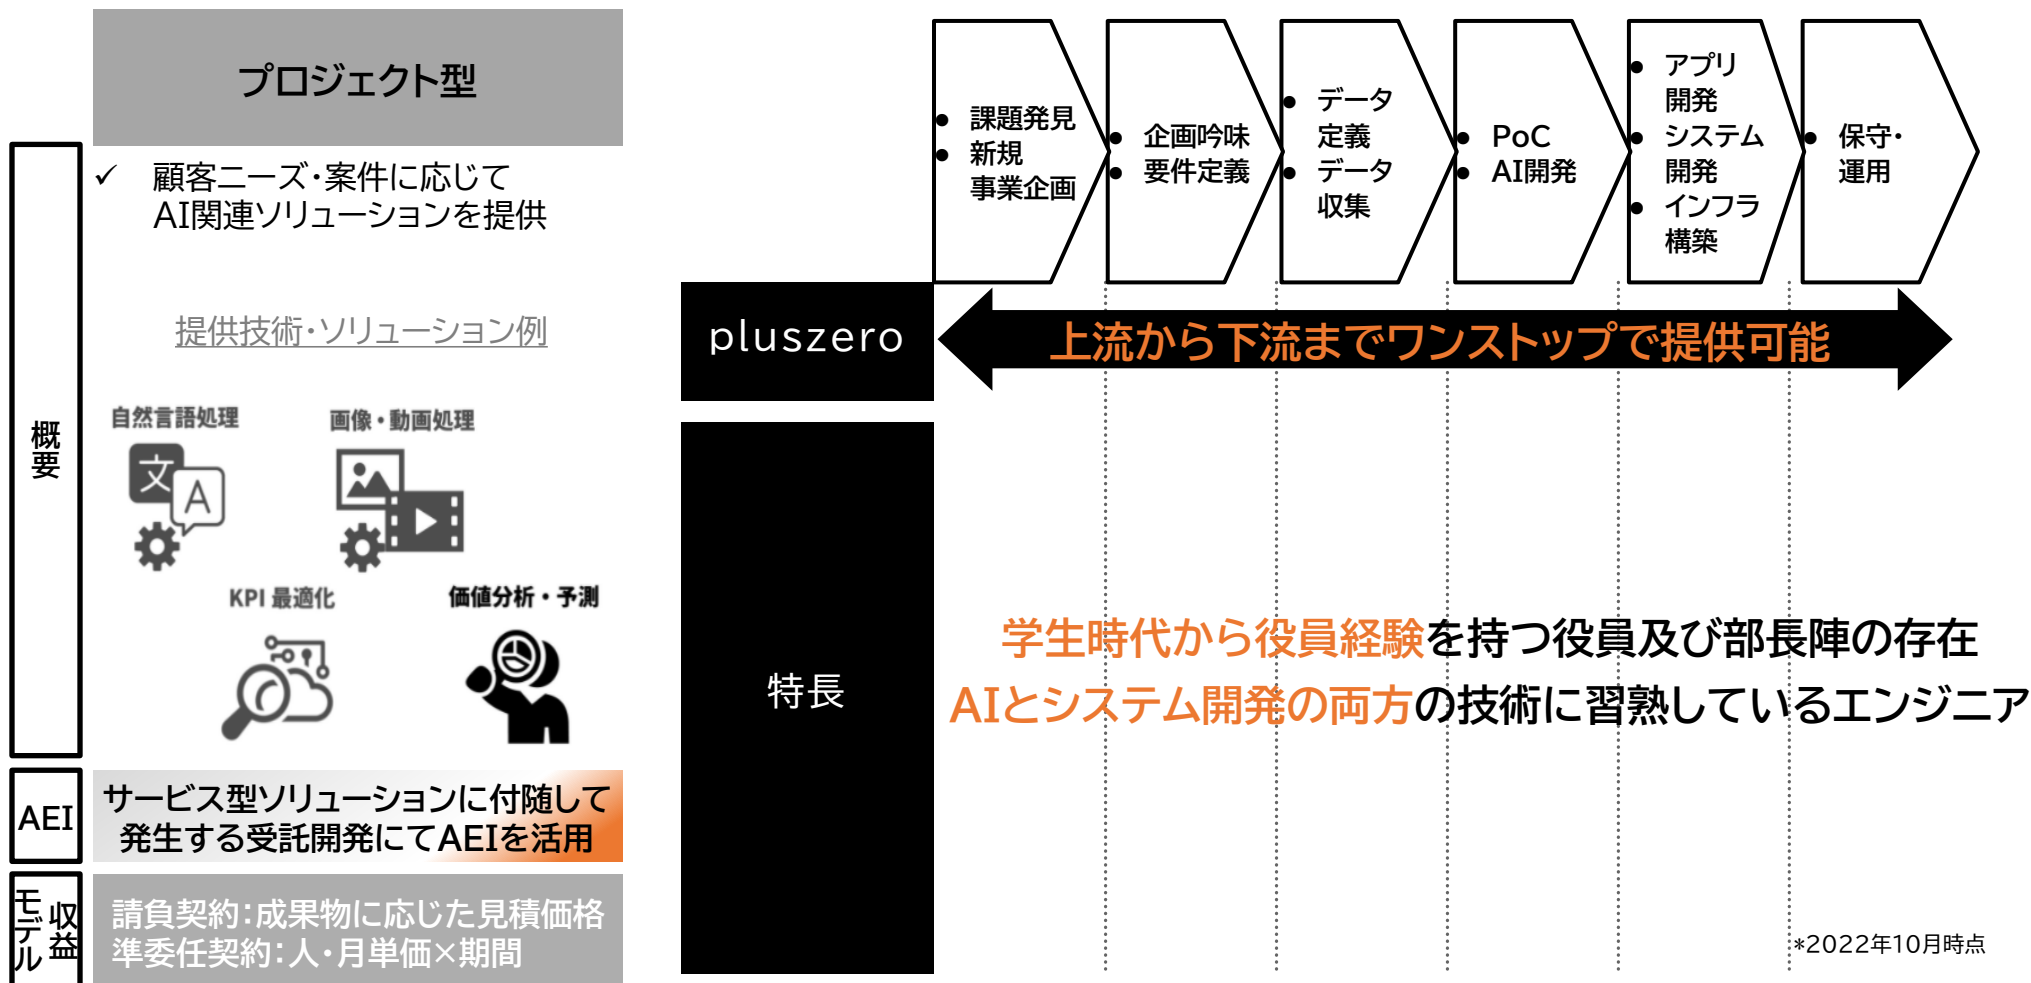 プロジェクト型
概要
✓ 顧客ニーズ・案件に応じて
AI関連ソリューションを提供
提供技術・ソリューション例
自然言語処理
画像・動画処理
文
A
KPI 最適化
価値分析・予測
AEI
サービス型ソリューションに付随して
発生する受託開発にてAEIを活用
収益
モデル
請負契約：成果物に応じた見積価格
準委任契約：人・月単価×期間
● 課題発見
● 新規
事業企画
● 企画吟味
● 要件定義
● データ
定義
● データ
収集
● PoC
● AI開発
● アプリ
開発
● システム
開発
● インフラ
構築
● 保守・
運用
pluszero
上流から下流までワンストップで提供可能
特長
学生時代から役員経験を持つ役員及び部長陣の存在
AIとシステム開発の両方の技術に習熟しているエンジニア
*2022年10月時点